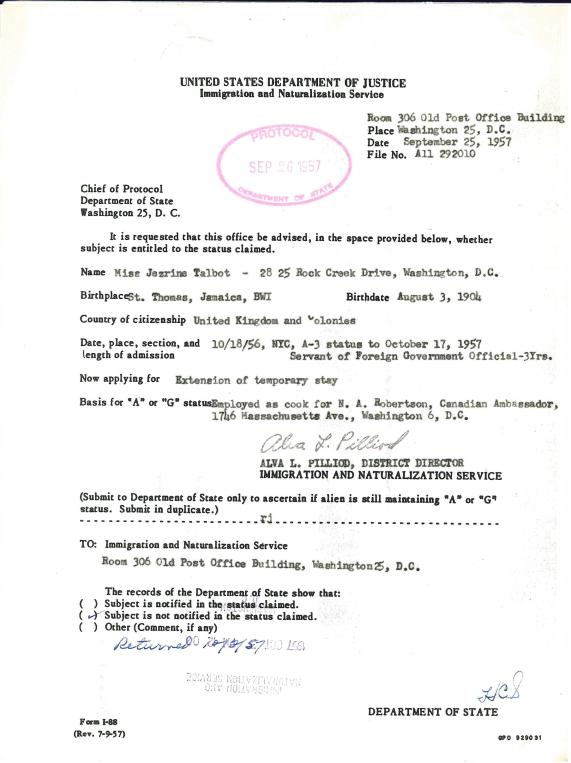 UNITED STATES DEPARTMENT OF JUSTICE
Immigration and Naturalization Service
Room 306 Old Post Office Building
Place Washington 25, D.C.
Date September 25, 1957
File No. A11 292010
PROTOCOL
SEP 26 1957
DEPARTMENT OF STATE
Chief of Protocol
Department of State
Washington 25, D. C.
It is requested that this office be advised, in the space provided below, whether
subject is entitled to the status claimed.
Name Miss Jezrine Talbot - 28 25 Rock Creek Drive, Washington, D.C.
Birthplace St. Thomas, Jamaica, BWI Birthdate August 3, 1904
Country of citizenship United Kingdom and Colonies
Date, place, section, and 10/18/56, NYC, A-3 status to October 17, 1957
length of admission Servant of Foreign Government Official-3Yrs.
Now applying for Extension of temporary stay
Basis for "A" or "G" status Employed as cook for N. A. Robertson, Canadian Ambassador,
1746 Massachusetts Ave., Washington 6, D.C.
Alva L. Pilliod
ALVA L. PILLIOD, DISTRICT DIRECTOR
IMMIGRATION AND NATURALIZATION SERVICE
(Submit to Department of State only to ascertain if alien is still maintaining "A" or "G"
status. Submit in duplicate.)
rj
TO: Immigration and Naturalization Service
Room 306 Old Post Office Building, Washington 25, D.C.
The records of the Department of State show that:
( ) Subject is notified in the status claimed.
(✓) Subject is not notified in the status claimed.
( ) Other (Comment, if any)
Returned
IMMIGRATION AND
NATURALIZATION SERVICE
HCS
DEPARTMENT OF STATE
Form I-88
(Rev. 7-9-57)
GPO 929091